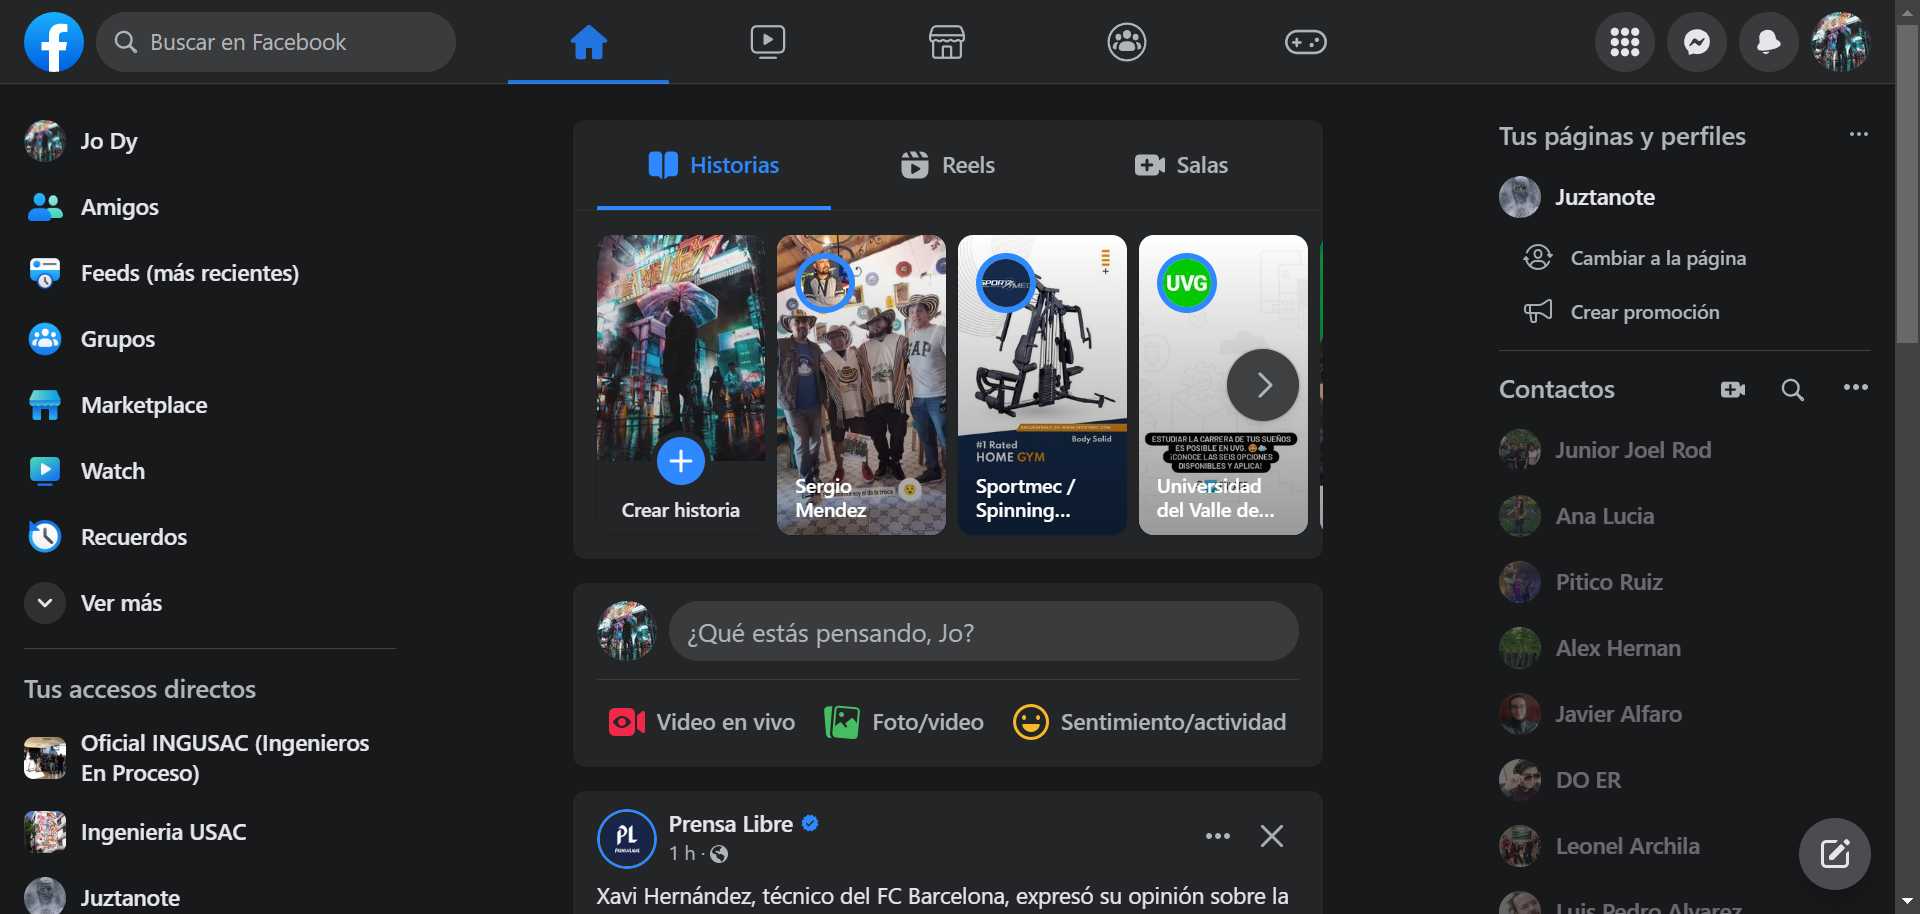 Buscar en Facebook
Jo Dy
Amigos
Feeds (más recientes)
Grupos
Marketplace
Watch
Recuerdos
Ver más
Tus accesos directos
Oficial INGUSAC (Ingenieros
En Proceso)
Ingenieria USAC
Juztanote
Historias
Reels
Salas
Crear historia
GAP
Sergio
Mendez
SPORTMEC
#1 Rated
HOME GYM
Body Solid
Sportmec /
Spinning...
UVG
ESTUDIAR LA CARRERA DE TUS SUEÑOS
ES POSIBLE EN UVG.
¡CONOCE LAS SEIS OPCIONES
DISPONIBLES Y APLICA!
Universidad
del Valle de...
¿Qué estás pensando, Jo?
Video en vivo
Foto/video
Sentimiento/actividad
PL
PRENSA LIBRE
Prensa Libre
1 h ·
Xavi Hernández, técnico del FC Barcelona, expresó su opinión sobre la
Tus páginas y perfiles
Juztanote
Cambiar a la página
Crear promoción
Contactos
Junior Joel Rod
Ana Lucia
Pitico Ruiz
Alex Hernan
Javier Alfaro
DO ER
Leonel Archila
Luis Pedro Alvarez